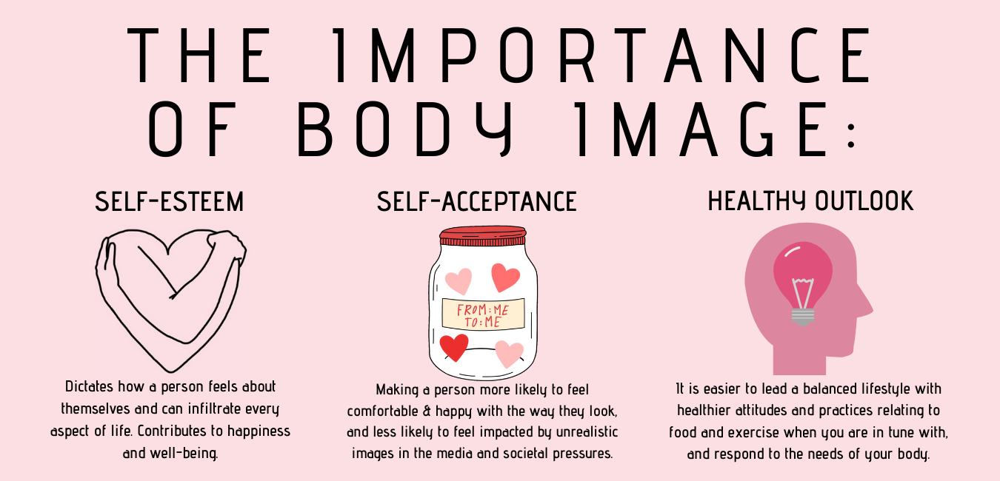 THE IMPORTANCE
OF BODY IMAGE:
SELF-ESTEEM
Dictates how a person feels about
themselves and can infiltrate every
aspect of life. Contributes to happiness
and well-being.
SELF-ACCEPTANCE
FROM:ME
TO:ME
Making a person more likely to feel
comfortable & happy with the way they look,
and less likely to feel impacted by unrealistic
images in the media and societal pressures.
HEALTHY OUTLOOK
It is easier to lead a balanced lifestyle with
healthier attitudes and practices relating to
food and exercise when you are in tune with,
and respond to the needs of your body.